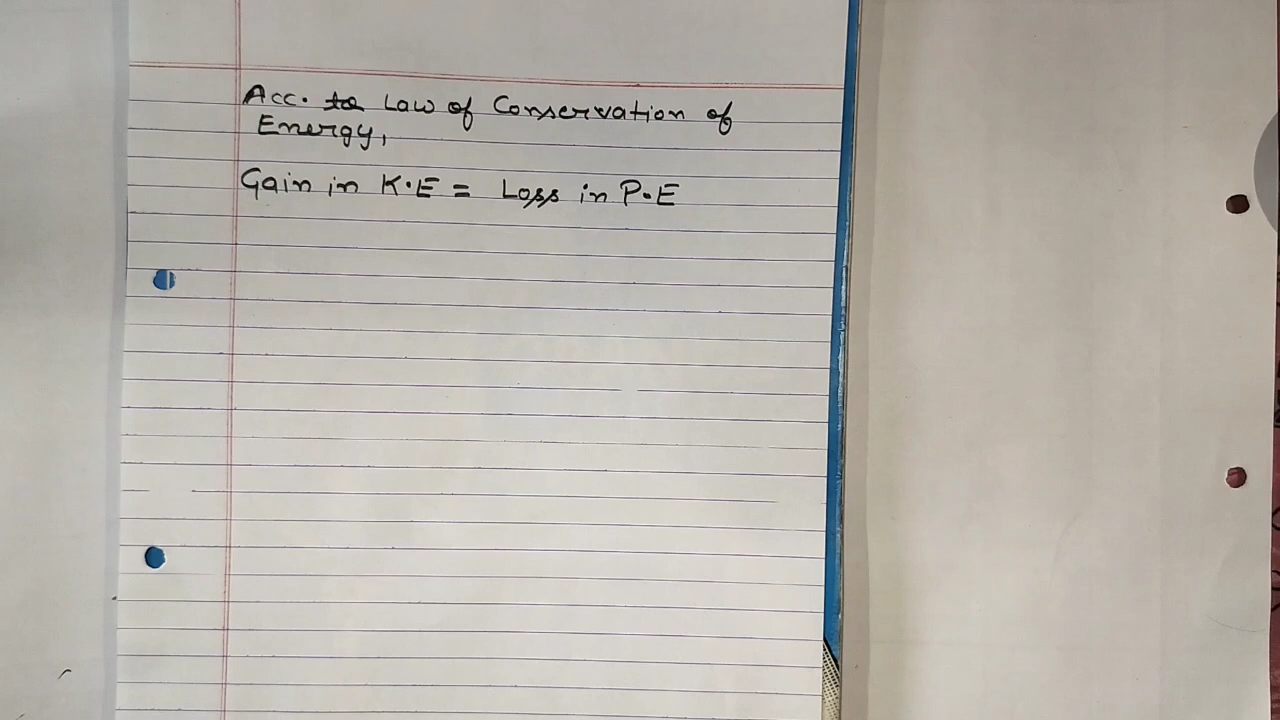 Acc. to Law of Conservation of
Energy,
Gain in K.E = Loss in P.E